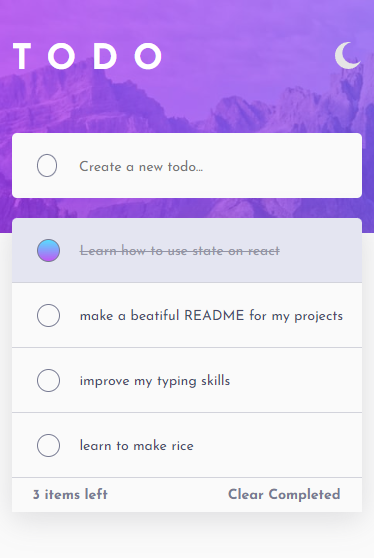 TODO
Create a new todo...
Learn how to use state on react
make a beatiful README for my projects
improve my typing skills
learn to make rice
3 items left Clear Completed